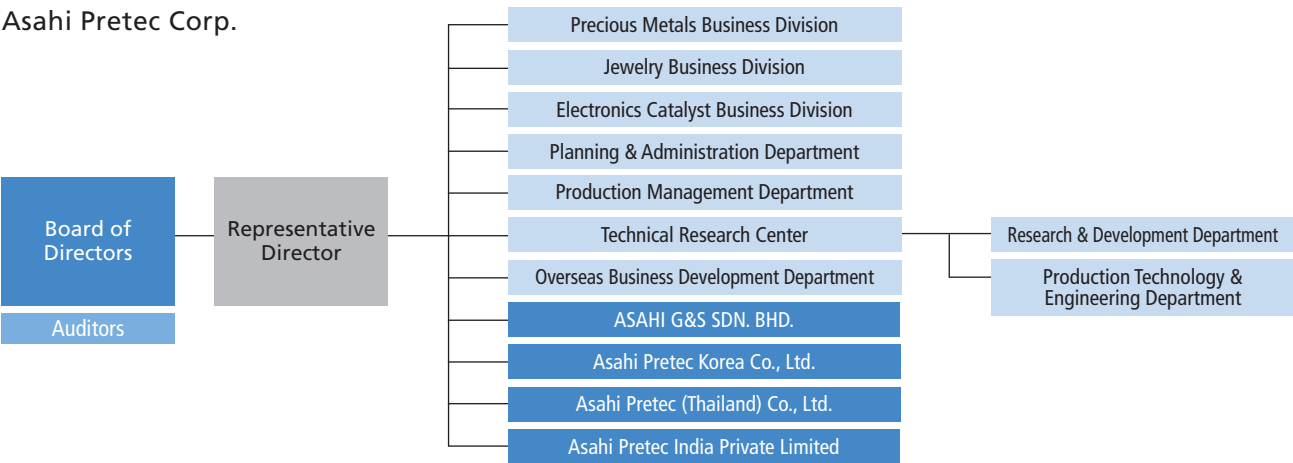 Asahi Pretec Corp.
Board of
Directors
Auditors
Representative
Director
Precious Metals Business Division
Jewelry Business Division
Electronics Catalyst Business Division
Planning & Administration Department
Production Management Department
Technical Research Center
Overseas Business Development Department
ASAHI G&S SDN. BHD.
Asahi Pretec Korea Co., Ltd.
Asahi Pretec (Thailand) Co., Ltd.
Asahi Pretec India Private Limited
Research & Development Department
Production Technology &
Engineering Department